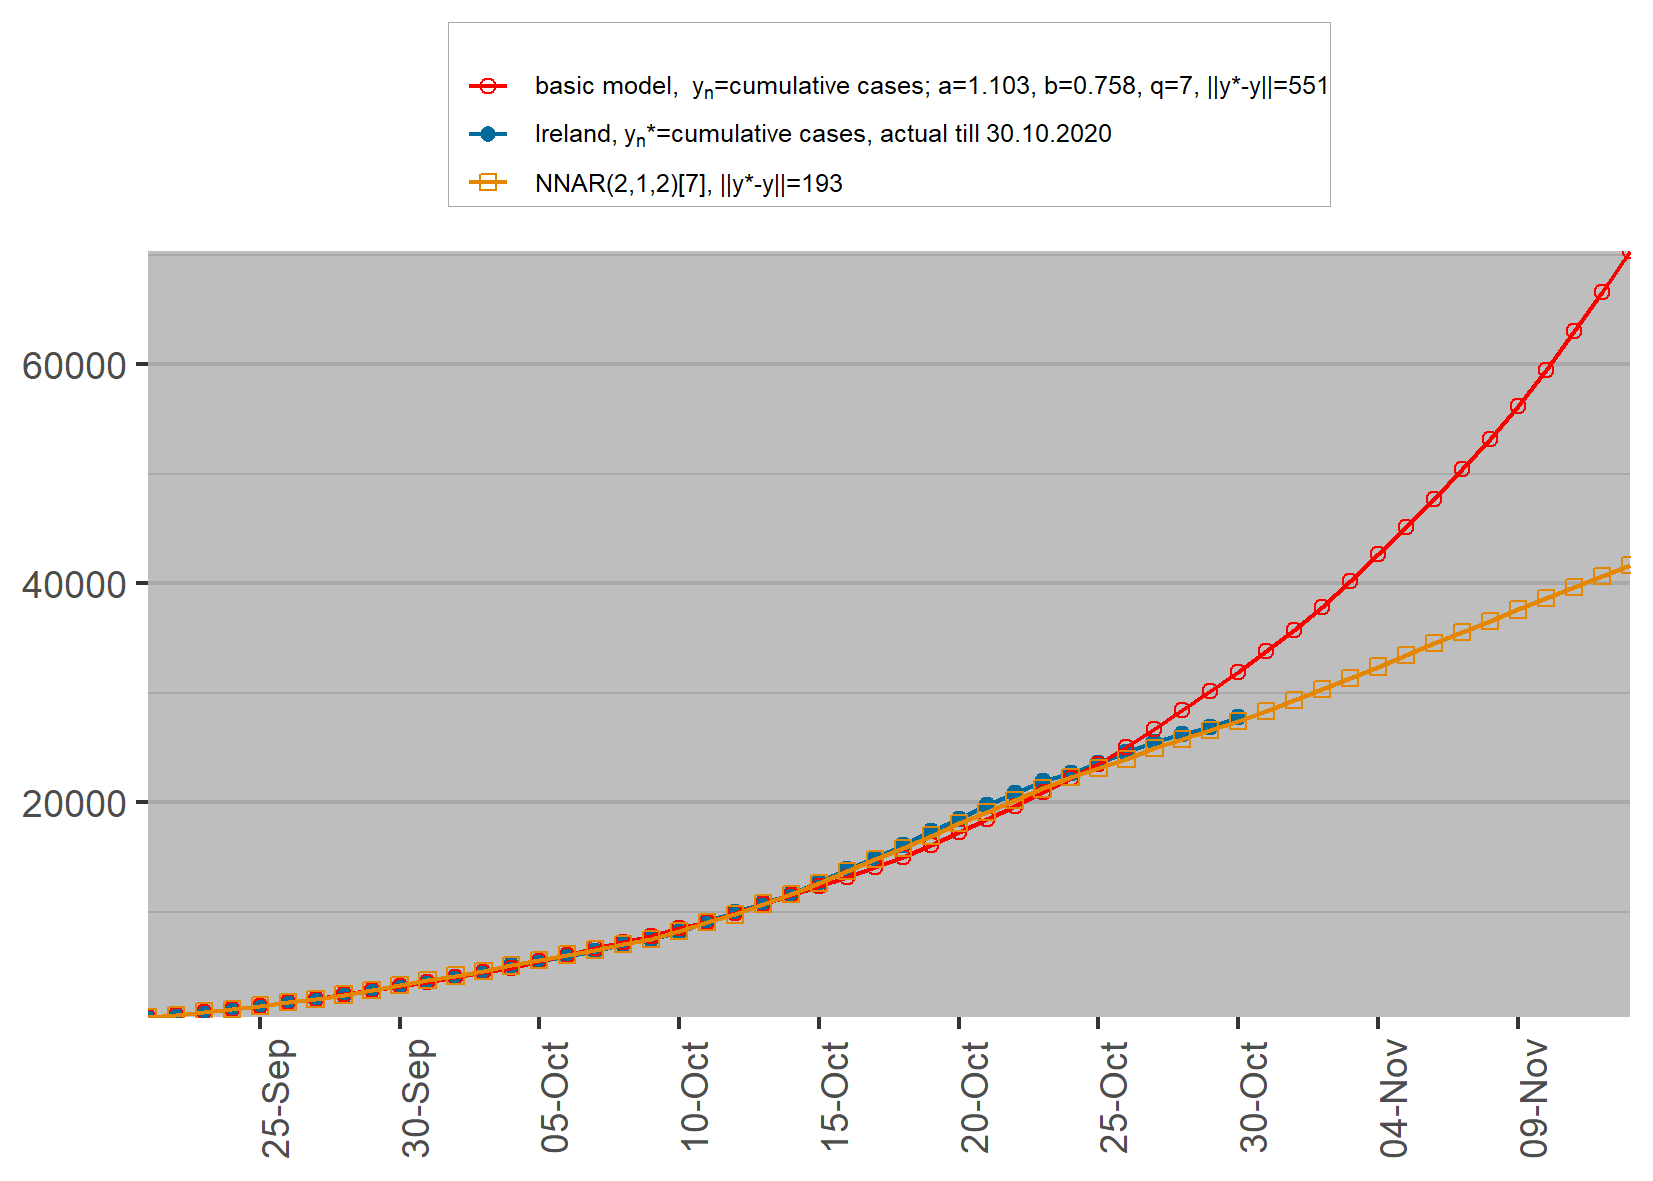 basic model, yn=cumulative cases; a=1.103, b=0.758, q=7, ||y*-y||=551
Ireland, yn*=cumulative cases, actual till 30.10.2020
NNAR(2,1,2)[7], ||y*-y||=193
60000
40000
20000
25-Sep
30-Sep
05-Oct
10-Oct
15-Oct
20-Oct
25-Oct
30-Oct
04-Nov
09-Nov